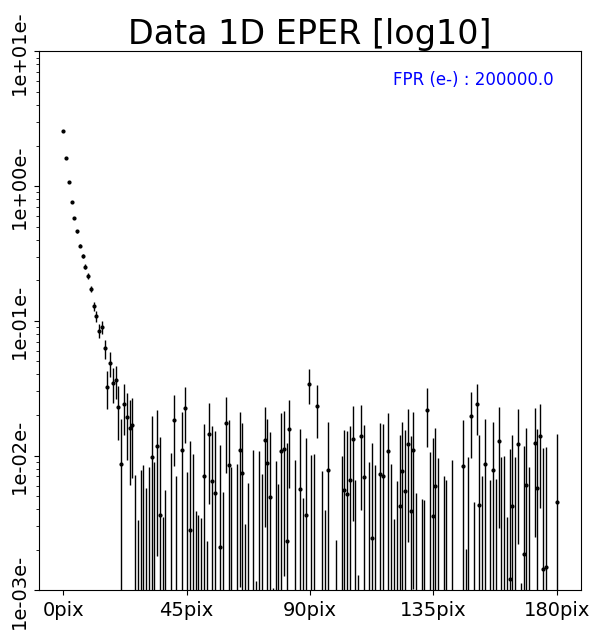 Data 1D EPER [log10]
FPR (e-) : 200000.0
1e+01e-
1e+00e-
1e-01e-
1e-02e-
1e-03e-
0pix 45pix 90pix 135pix 180pix